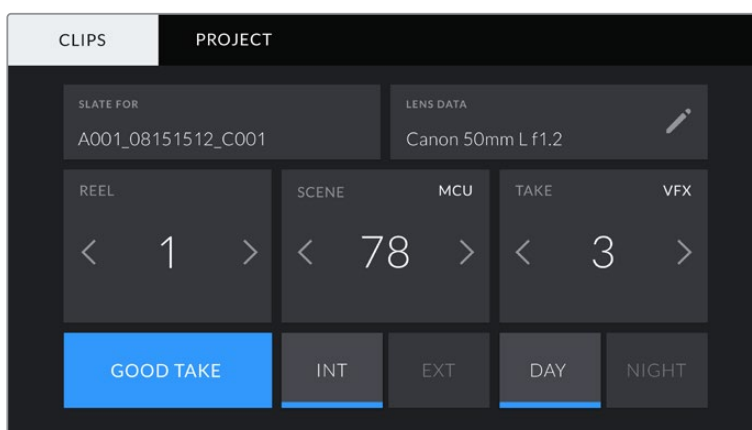 CLIPS PROJECT
SLATE FOR
A001_08151512_C001
LENS DATA
Canon 50mm L f1.2
REEL
1
SCENE MCU
78
TAKE VFX
3
GOOD TAKE INT EXT DAY NIGHT